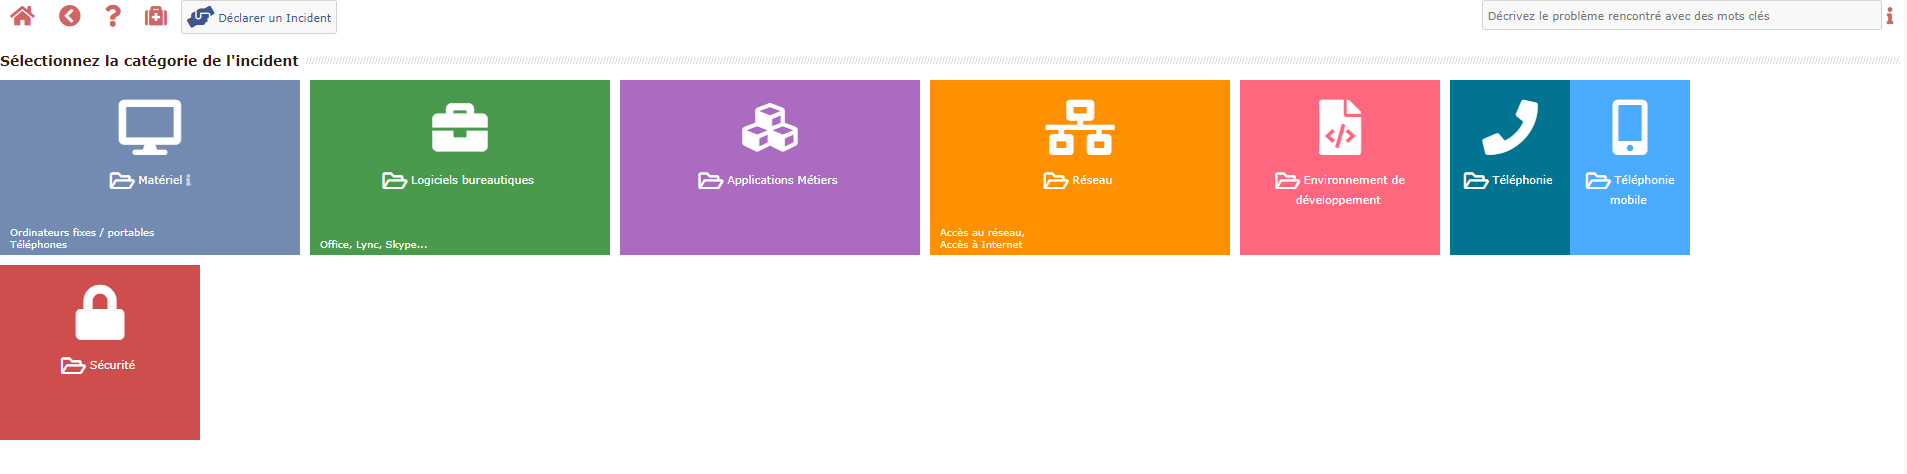 Déclarer un Incident
Décrivez le problème rencontré avec des mots clés
Sélectionnez la catégorie de l'incident
Matériel
Ordinateurs fixes / portables
Téléphones
Logiciels bureautiques
Office, Lync, Skype...
Applications Métiers
Réseau
Accès au réseau,
Accès à Internet
Environnement de
développement
Téléphonie
Téléphonie
mobile
Sécurité